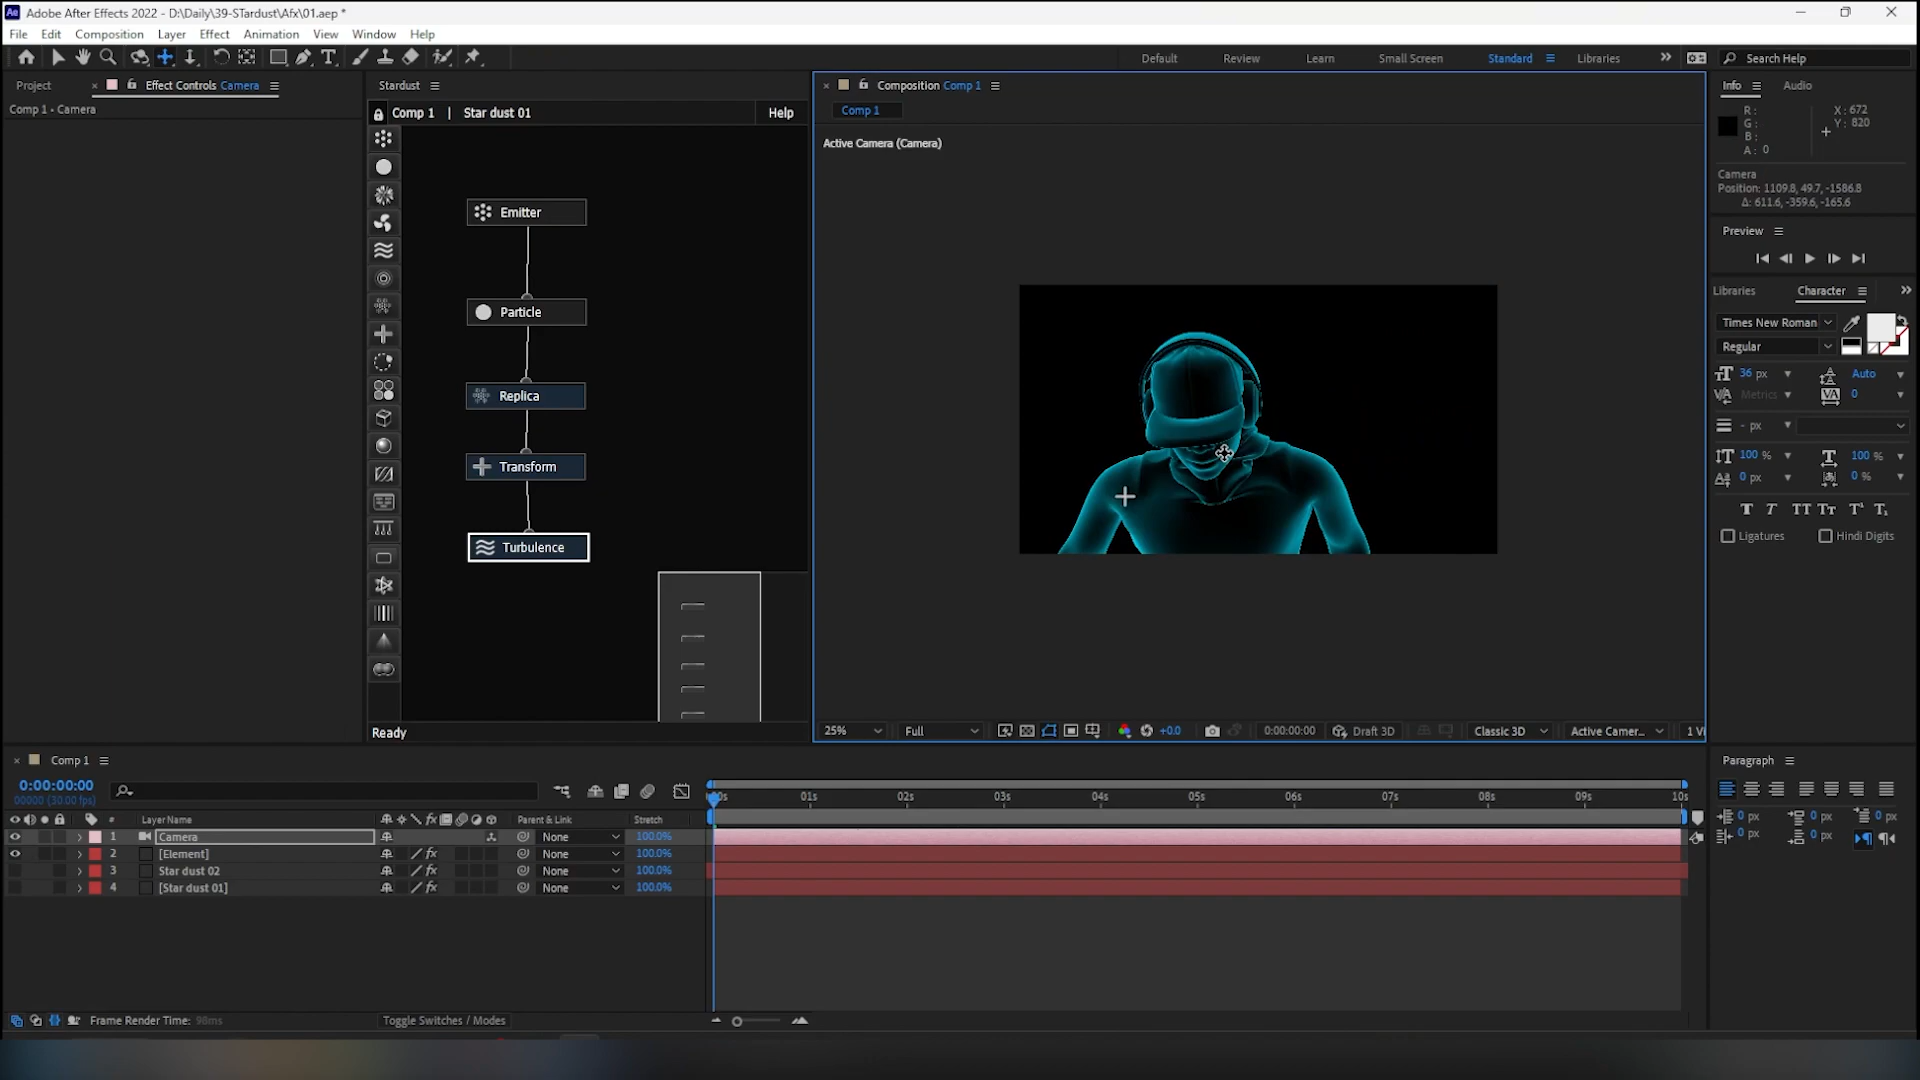 Adobe After Effects 2022 - D:\Daily\39-STardust\Afx\01.aep *
File Edit Composition Layer Effect Animation View Window Help
Default Review Learn Small Screen Standard Libraries Search Help
Project Effect Controls Camera
Comp 1 • Camera
Stardust
Comp 1 | Star dust 01 Help
Emitter
Particle
Replica
Transform
Turbulence
Ready
Composition Comp 1
Comp 1
Active Camera (Camera)
25% Full +0.0 0:00:00:00 Draft 3D Classic 3D Active Camer... 1 Vi
Info Audio
R: X: 672
G: Y: 820
B:
A: 0
Camera
Position: 1109.8, 49.7, -1586.8
Δ: 611.6, -359.6, -165.6
Preview
Libraries Character
Times New Roman
Regular
36 px Auto
Metrics 0
- px
100 % 100 %
0 px 0 %
T T TT Tr T¹ T₁
Ligatures Hindi Digits
Comp 1
0:00:00:00
00000 (30.00 fps)
01s 02s 03s 04s 05s 06s 07s 08s 09s 10s
# Layer Name Parent & Link Stretch
1 Camera None 100.0%
2 [Element] None 100.0%
3 Star dust 02 None 100.0%
4 [Star dust 01] None 100.0%
Frame Render Time: 98ms Toggle Switches / Modes
Paragraph
0 px 0 px 0 px
0 px 0 px